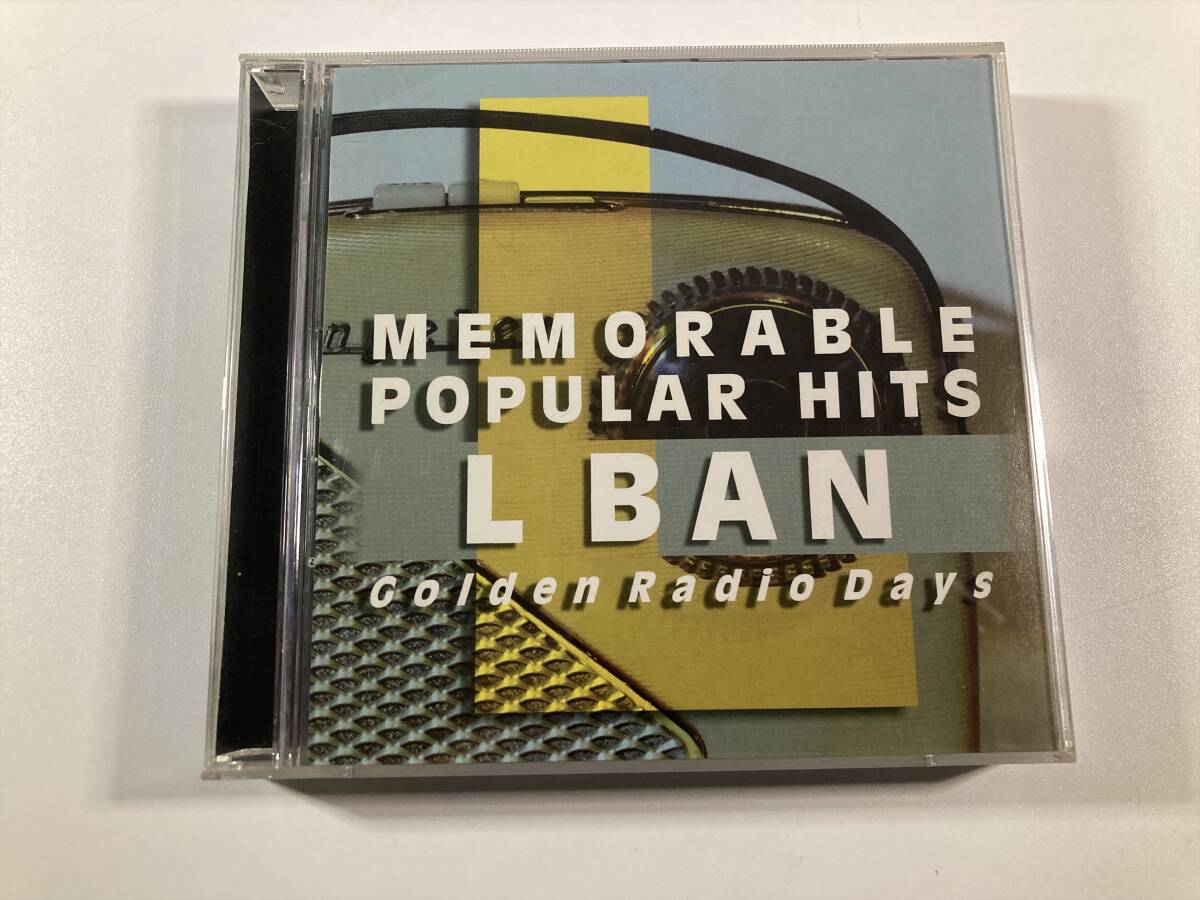 MEMORABLE
POPULAR HITS
L BAN
Golden Radio Days